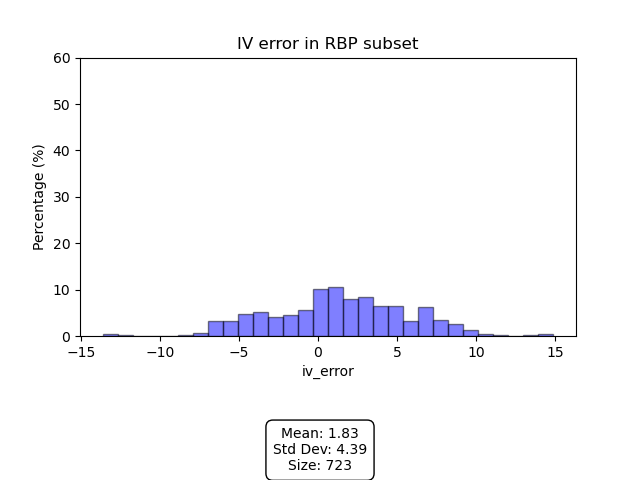 IV error in RBP subset
60
50
40
30
20
10
0
Percentage (%)
−15 −10 −5 0 5 10 15
iv_error
Mean: 1.83
Std Dev: 4.39
Size: 723